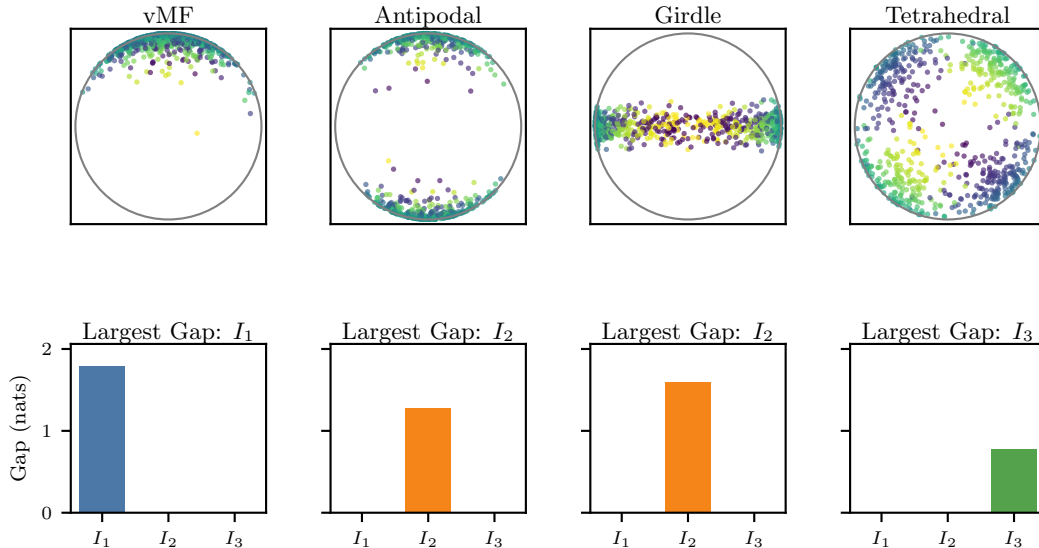 vMF
Antipodal
Girdle
Tetrahedral
Largest Gap: I₁
Largest Gap: I₂
Largest Gap: I₂
Largest Gap: I₃
Gap (nats)
2
1
0
I₁ I₂ I₃
I₁ I₂ I₃
I₁ I₂ I₃
I₁ I₂ I₃